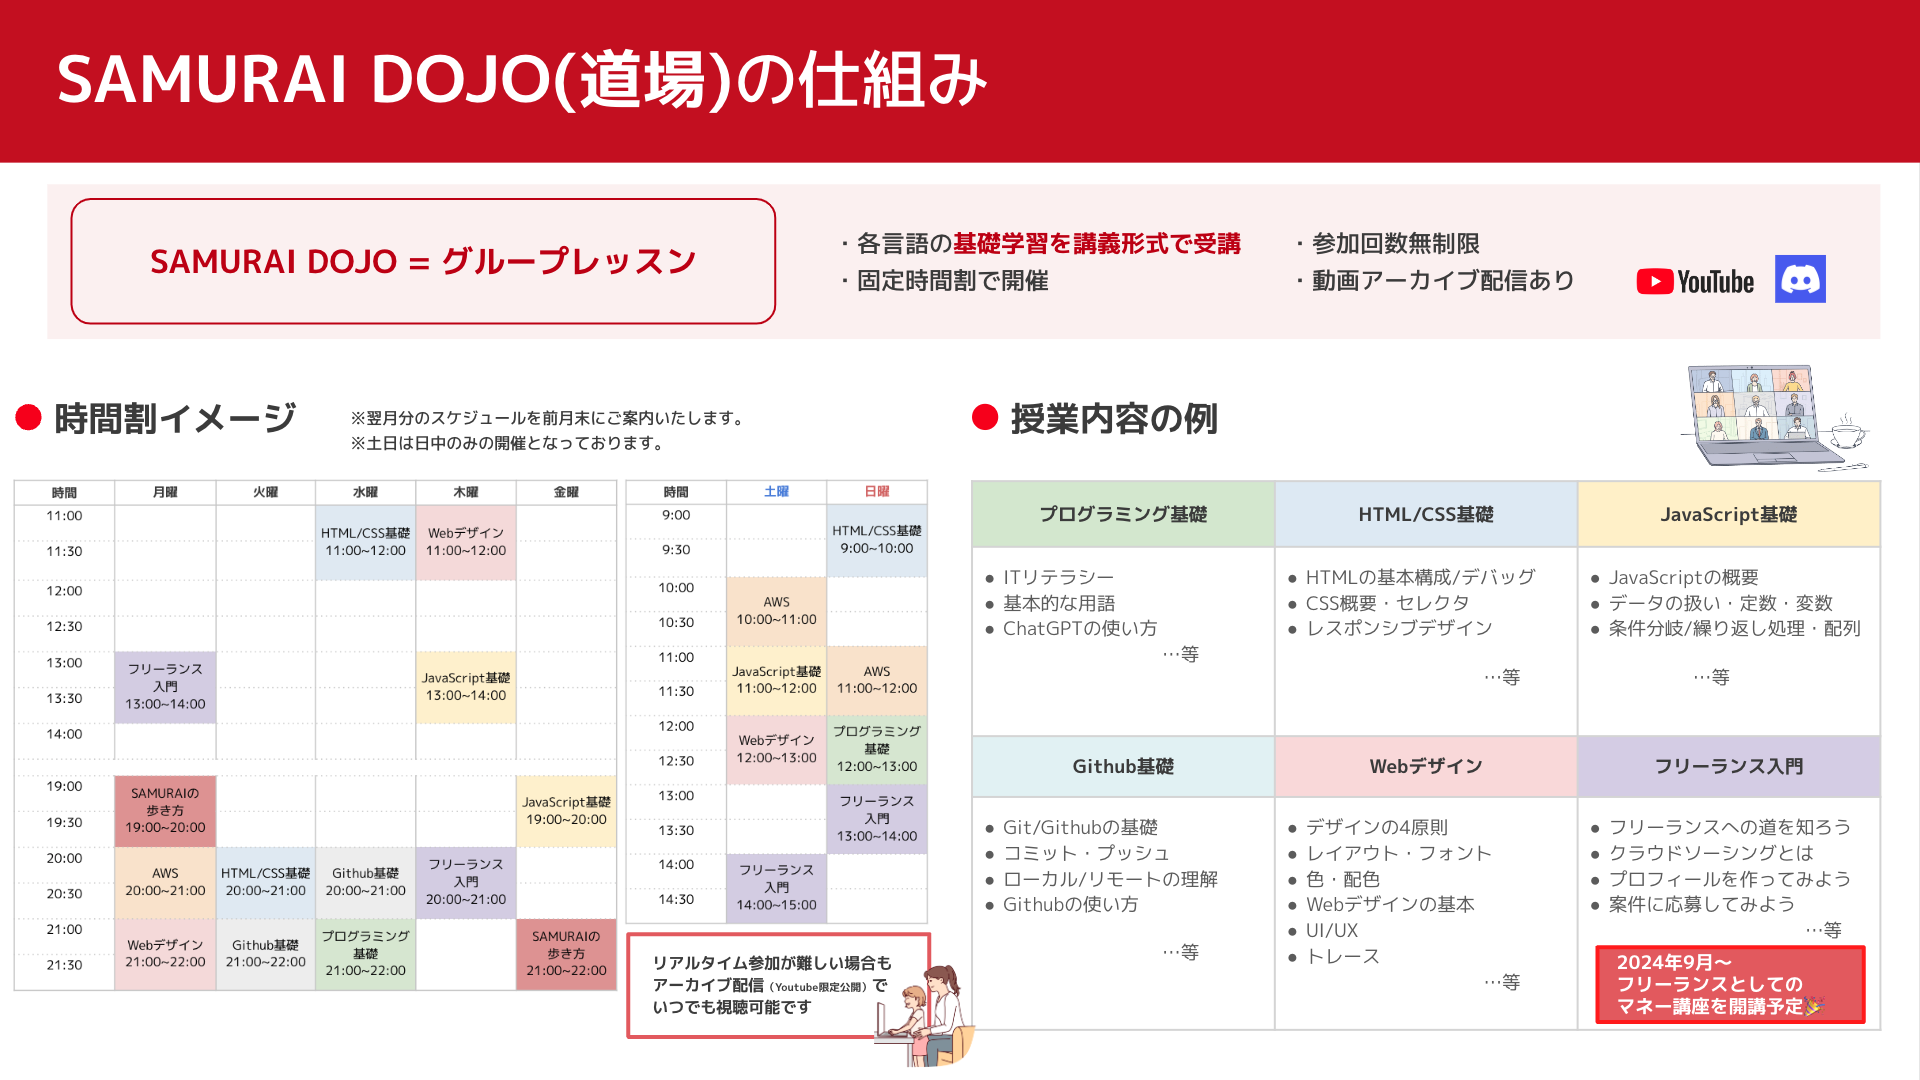 SAMURAI DOJO(道場)の仕組み
SAMURAI DOJO = グループレッスン
・各言語の基礎学習を講義形式で受講
・固定時間割で開催
・参加回数無制限
・動画アーカイブ配信あり
YouTube
時間割イメージ
※翌月分のスケジュールを前月末にご案内いたします。
※土日は日中のみの開催となっております。
時間 月曜 火曜 水曜 木曜 金曜
11:00
11:30
HTML/CSS基礎
11:00~12:00
Webデザイン
11:00~12:00
12:00
12:30
13:00
13:30
フリーランス
入門
13:00~14:00
JavaScript基礎
13:00~14:00
14:00
19:00
19:30
SAMURAIの
歩き方
19:00~20:00
JavaScript基礎
19:00~20:00
20:00
20:30
AWS
20:00~21:00
HTML/CSS基礎
20:00~21:00
Github基礎
20:00~21:00
フリーランス
入門
20:00~21:00
21:00
21:30
Webデザイン
21:00~22:00
Github基礎
21:00~22:00
プログラミング
基礎
21:00~22:00
SAMURAIの
歩き方
21:00~22:00
時間 土曜 日曜
9:00
9:30
HTML/CSS基礎
9:00~10:00
10:00
10:30
AWS
10:00~11:00
11:00
11:30
JavaScript基礎
11:00~12:00
AWS
11:00~12:00
12:00
12:30
Webデザイン
12:00~13:00
プログラミング
基礎
12:00~13:00
13:00
13:30
フリーランス
入門
13:00~14:00
14:00
14:30
フリーランス
入門
14:00~15:00
リアルタイム参加が難しい場合も
アーカイブ配信（Youtube限定公開）で
いつでも視聴可能です
授業内容の例
プログラミング基礎
● ITリテラシー
● 基本的な用語
● ChatGPTの使い方
…等
HTML/CSS基礎
● HTMLの基本構成/デバッグ
● CSS概要・セレクタ
● レスポンシブデザイン
…等
JavaScript基礎
● JavaScriptの概要
● データの扱い・定数・変数
● 条件分岐/繰り返し処理・配列
…等
Github基礎
● Git/Githubの基礎
● コミット・プッシュ
● ローカル/リモートの理解
● Githubの使い方
…等
Webデザイン
● デザインの4原則
● レイアウト・フォント
● 色・配色
● Webデザインの基本
● UI/UX
● トレース
…等
フリーランス入門
● フリーランスへの道を知ろう
● クラウドソーシングとは
● プロフィールを作ってみよう
● 案件に応募してみよう
…等
2024年9月〜
フリーランスとしての
マネー講座を開講予定🎉